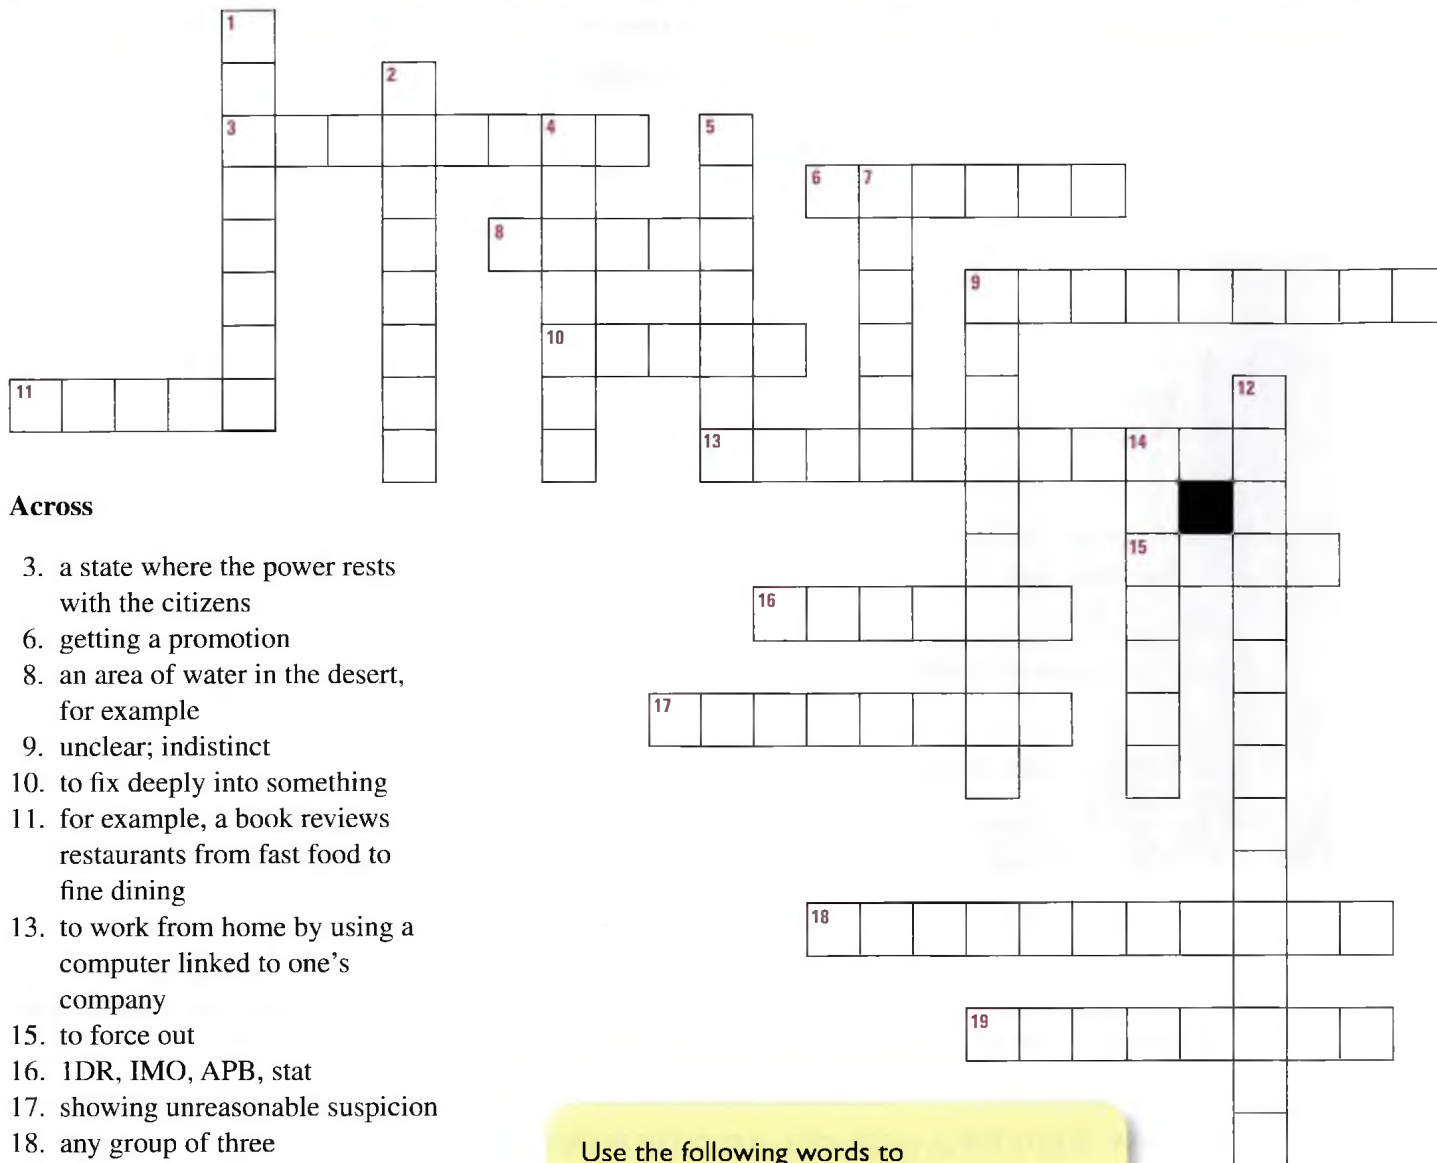 1
2
3
4
5
6
7
8
9
10
11
12
13
14
15
16
17
18
19
Across
3. a state where the power rests
with the citizens
6. getting a promotion
8. an area of water in the desert,
for example
9. unclear; indistinct
10. to fix deeply into something
11. for example, a book reviews
restaurants from fast food to
fine dining
13. to work from home by using a
computer linked to one's
company
15. to force out
16. 1DR, IMO, APB, stat
17. showing unreasonable suspicion
18. any group of three
Use the following words to